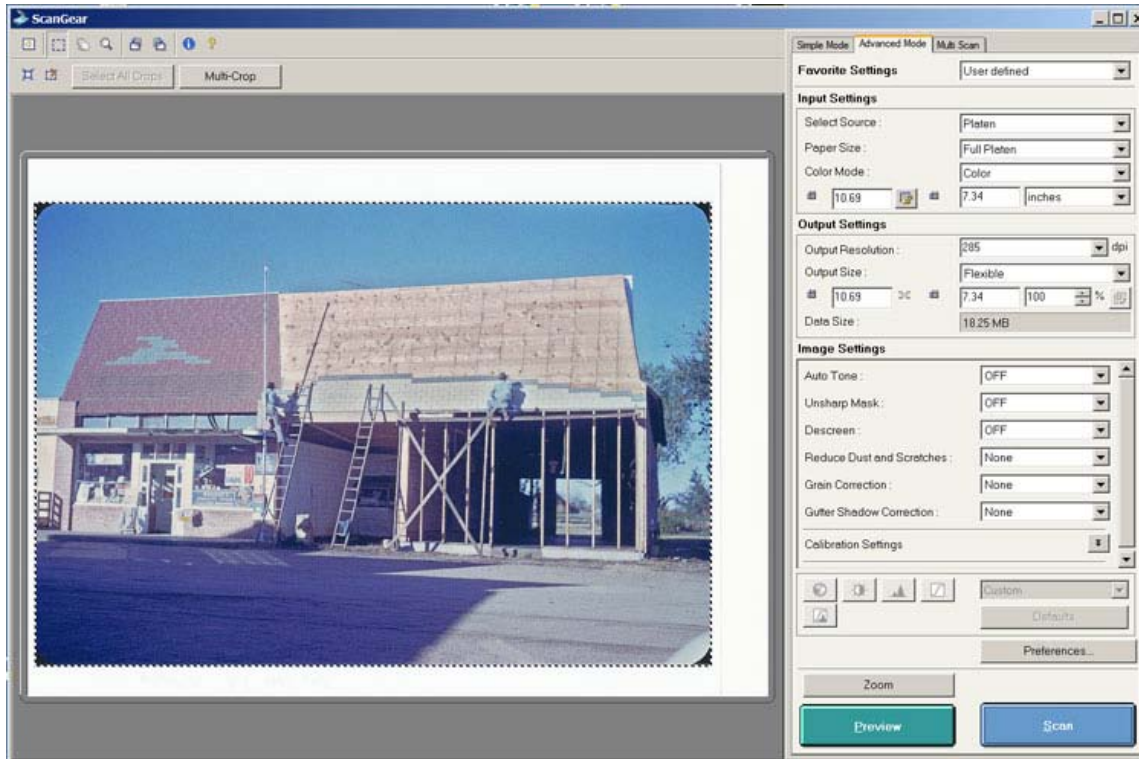 ScanGear
Select All Crops Multi-Crop
Simple Mode Advanced Mode Multi Scan
Favorite Settings User defined
Input Settings
Select Source : Platen
Paper Size : Full Platen
Color Mode : Color
10.69 7.34 inches
Output Settings
Output Resolution : 285 dpi
Output Size : Flexible
10.69 7.34 100 %
Data Size : 18.25 MB
Image Settings
Auto Tone : OFF
Unsharp Mask : OFF
Descreen : OFF
Reduce Dust and Scratches : None
Grain Correction : None
Gutter Shadow Correction : None
Calibration Settings
Custom
Defaults
Preferences...
Zoom
Preview Scan